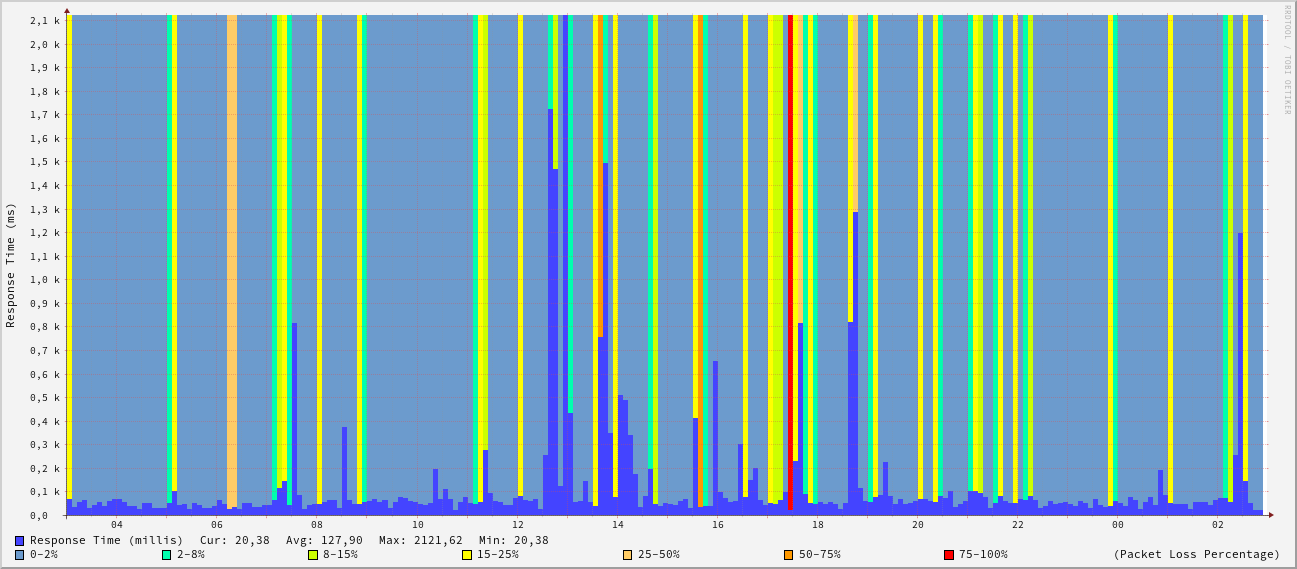 RRDTOOL / TOBI OETIKER
Response Time (ms)
2,1 k
2,0 k
1,9 k
1,8 k
1,7 k
1,6 k
1,5 k
1,4 k
1,3 k
1,2 k
1,1 k
1,0 k
0,9 k
0,8 k
0,7 k
0,6 k
0,5 k
0,4 k
0,3 k
0,2 k
0,1 k
0,0
04 06 08 10 12 14 16 18 20 22 00 02
Response Time (millis) Cur: 20,38 Avg: 127,90 Max: 2121,62 Min: 20,38
0-2% 2-8% 8-15% 15-25% 25-50% 50-75% 75-100% (Packet Loss Percentage)